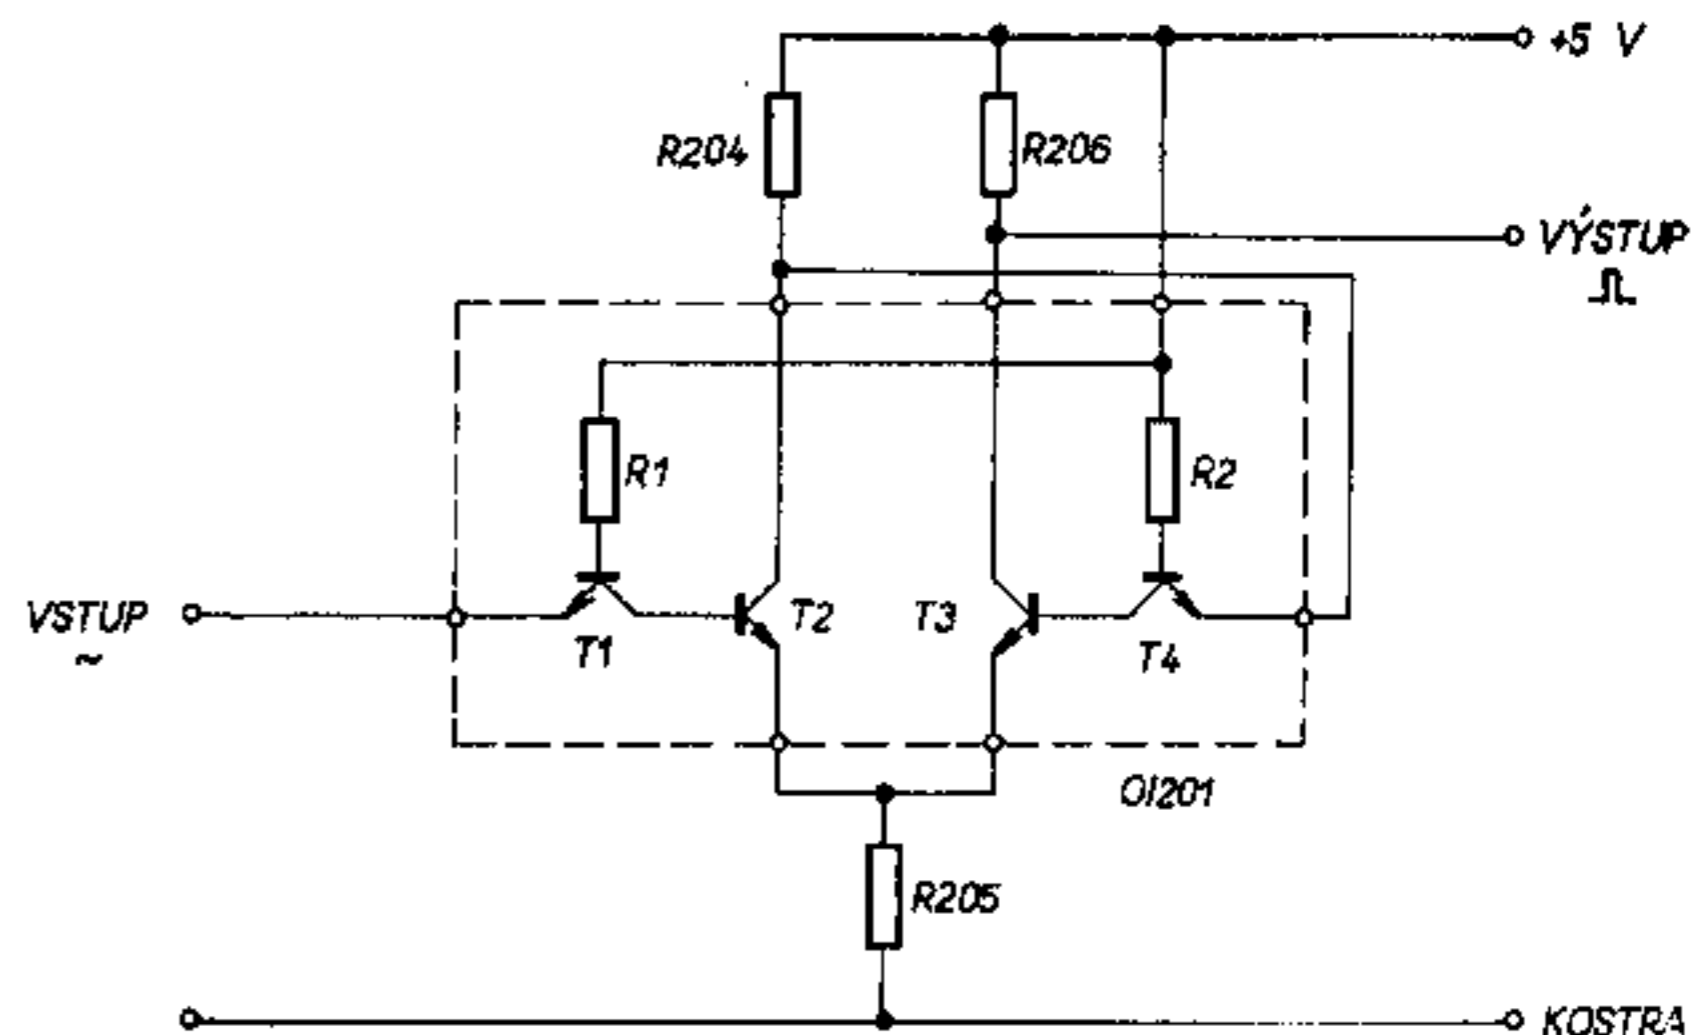 +5 V
R204
R206
VÝSTUP
R1
R2
VSTUP
~
T2
T3
T1
T4
OI201
R205
KOSTRA